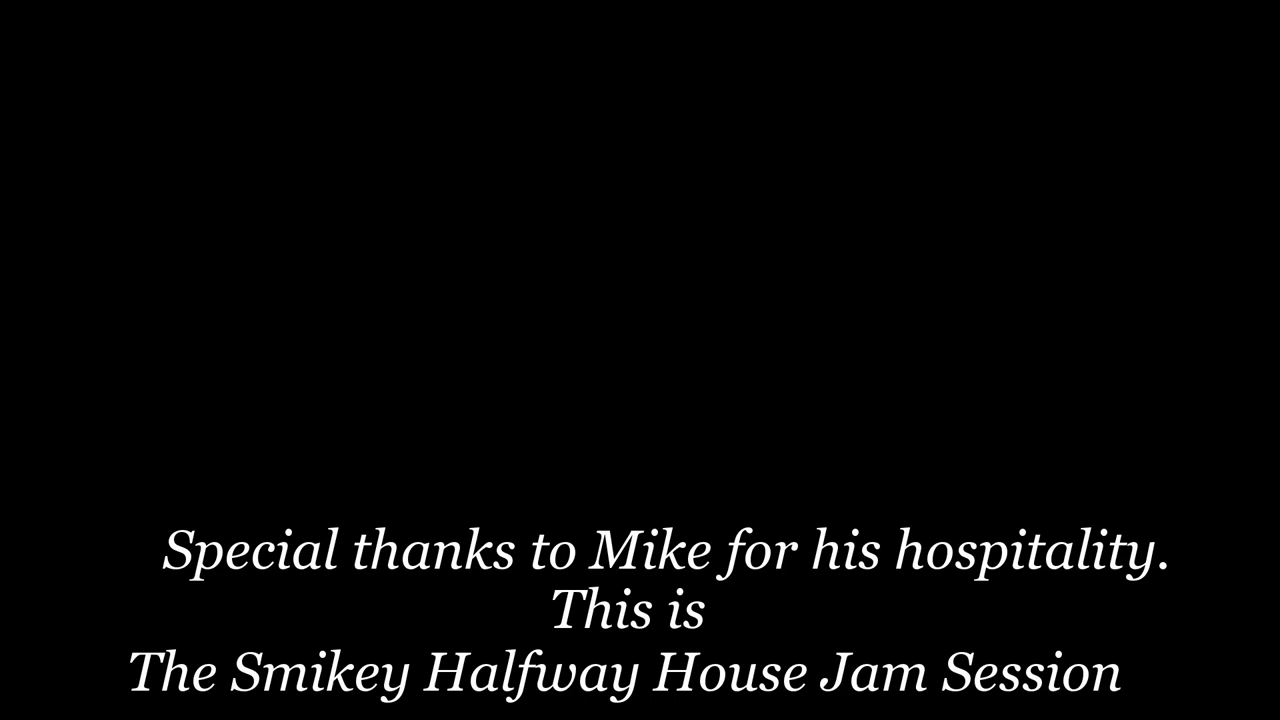 Special thanks to Mike for his hospitality.
This is
The Smikey Halfway House Jam Session